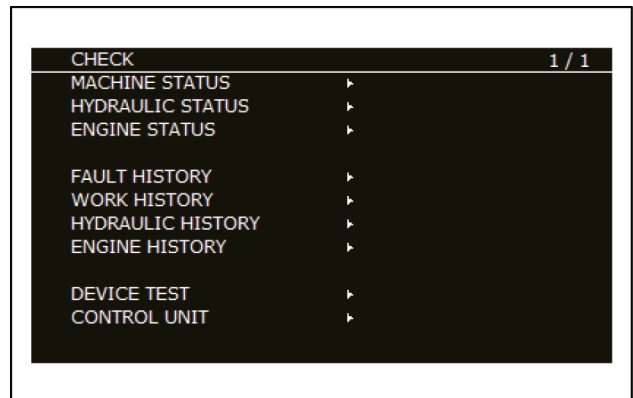 CHECK 1 / 1
MACHINE STATUS
HYDRAULIC STATUS
ENGINE STATUS
FAULT HISTORY
WORK HISTORY
HYDRAULIC HISTORY
ENGINE HISTORY
DEVICE TEST
CONTROL UNIT